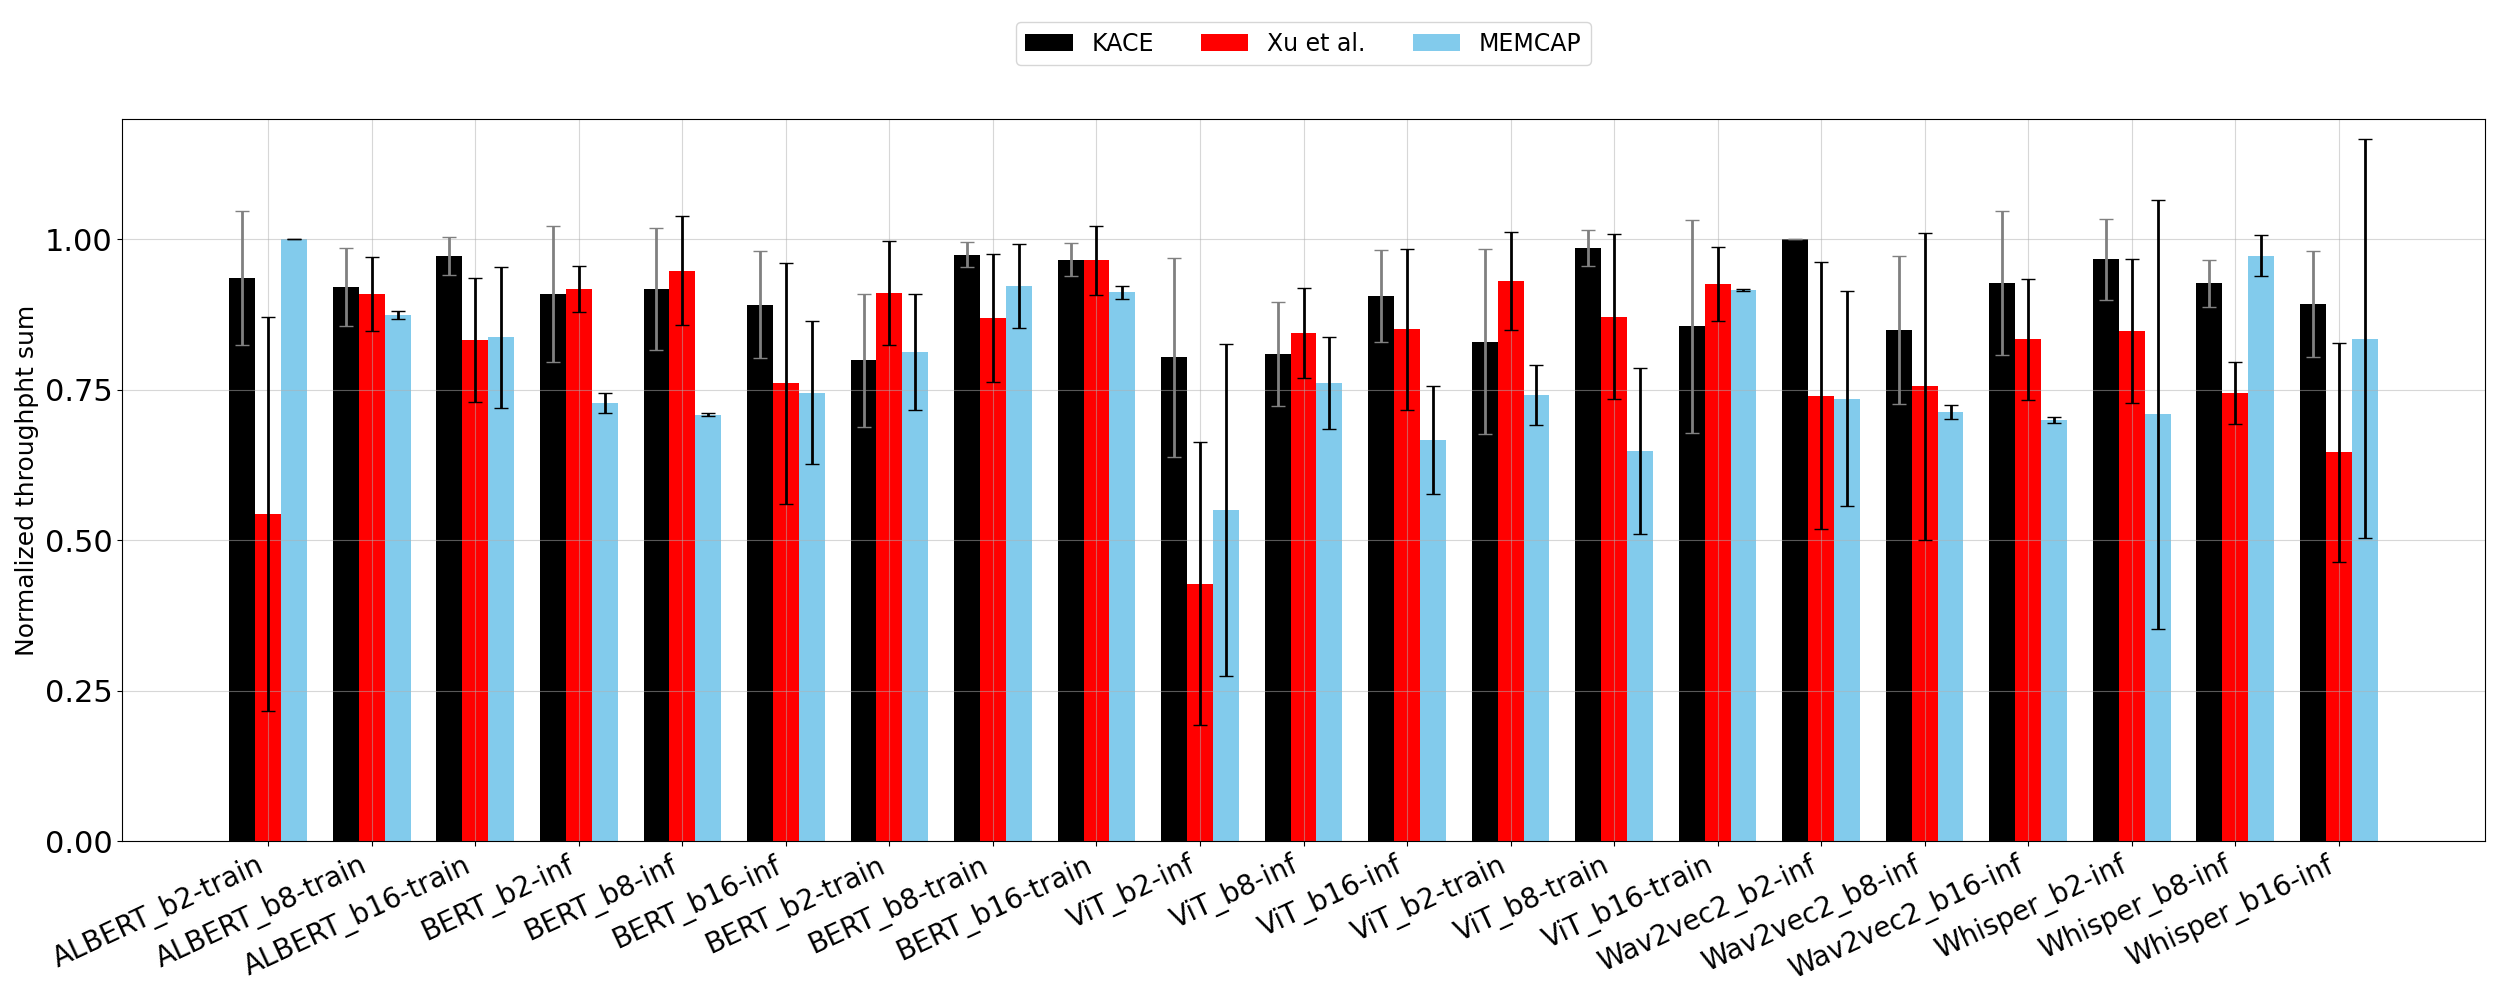 KACE
Xu et al.
MEMCAP
Normalized throughpht sum
1.00
0.75
0.50
0.25
0.00
ALBERT_b2-train
ALBERT_b8-train
ALBERT_b16-train
BERT_b2-inf
BERT_b8-inf
BERT_b16-inf
BERT_b2-train
BERT_b8-train
BERT_b16-train
ViT_b2-inf
ViT_b8-inf
ViT_b16-inf
ViT_b2-train
ViT_b8-train
ViT_b16-train
Wav2vec2_b2-inf
Wav2vec2_b8-inf
Wav2vec2_b16-inf
Whisper_b2-inf
Whisper_b8-inf
Whisper_b16-inf